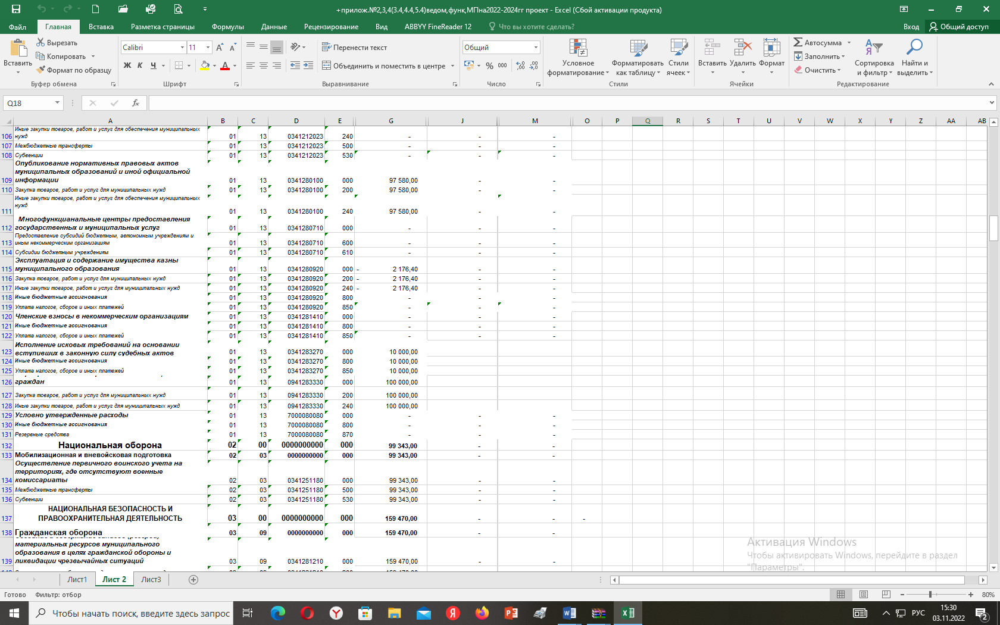 +прилож.№2,3,4(3.4,4.4,5.4)ведом,функ,МПна2022-2024гг проект - Excel (Сбой активации продукта)
Файл Главная Вставка Разметка страницы Формулы Данные Рецензирование Вид ABBYY FineReader 12 Что вы хотите сделать? Вход Общий доступ
Вставить Вырезать Копировать Формат по образцу
Calibri 11
Ж К Ч А
Перенести текст
Объединить и поместить в центре
Общий
% 000
Условное форматирование Форматировать как таблицу Стили ячеек
Вставить Удалить Формат
Автосумма Заполнить Очистить
Сортировка и фильтр Найти и выделить
Буфер обмена Шрифт Выравнивание Число Стили Ячейки Редактирование
Q18 fx
A B C D E G J M O P Q R S T U V W X Y Z AA AB
Иные закупки товаров, работ и услуг для обеспечения муниципальных
106 нужд 01 13 0341212023 240 - - -
107 Межбюджетные трансферты 01 13 0341212023 500 - - -
108 Субвенции 01 13 0341212023 530 - - -
Опубликование нормативных правовых актов
муниципальных образований и иной официальной
109 информации 01 13 0341280100 000 97 580,00 - -
110 Закупка товаров, работ и услуг для муниципальных нужд 01 13 0341280100 200 97 580,00 - -
Иные закупки товаров, работ и услуг для обеспечения муниципальных
нужд
111 01 13 0341280100 240 97 580,00 - -
Многофункцианальные центры предоставления
112 государственных и муниципальных услуг 01 13 0341280710 000 - - -
Предоставление субсидий бюджетным, автономным учреждениям и
113 иным некоммерческим организациям 01 13 0341280710 600 - - -
114 Субсидии бюджетным учреждениям 01 13 0341280710 610 - - -
Эксплуатация и содержание имущества казны
115 муниципального образования 01 13 0341280920 000 - 2 176,40 - -
116 Закупка товаров, работ и услуг для муниципальных нужд 01 13 0341280920 200 - 2 176,40 - -
117 Иные закупки товаров, работ и услуг для муниципальных нужд 01 13 0341280920 240 - 2 176,40 - -
118 Иные бюджетные ассигнования 01 13 0341280920 800 - - -
119 Уплата налогов, сборов и иных платежей 01 13 0341280920 850 - - -
120 Членские взносы в некоммерческим организациям 01 13 0341281410 000 - - -
121 Иные бюджетные ассигнования 01 13 0341281410 800 - - -
122 Уплата налогов, сборов и иных платежей 01 13 0341281410 850 - - -
Исполнение исковых требований на основании
123 вступивших в законную силу судебных актов 01 13 0341283270 000 10 000,00
124 Иные бюджетные ассигнования 01 13 0341283270 800 10 000,00
125 Уплата налогов, сборов и иных платежей 01 13 0341283270 850 10 000,00
126 граждан 01 13 0941283330 000 100 000,00
127 Закупка товаров, работ и услуг для муниципальных нужд 01 13 0941283330 200 100 000,00
128 Иные закупки товаров, работ и услуг для муниципальных нужд 01 13 0941283330 240 100 000,00
129 Условно утвержденные расходы 01 13 7000080080 000 - - -
130 Иные бюджетные ассигнования 01 13 7000080080 800 - - -
131 Резервные средства 01 13 7000080080 870 - - -
132 Национальная оборона 02 00 0000000000 000 99 343,00 - -
133 Мобилизационная и вневойсковая подготовка 02 03 0000000000 000 99 343,00 - -
Осуществление первичного воинского учета на
территориях, где отсутствуют военные
134 комиссариаты 02 03 0341251180 000 99 343,00 - -
135 Межбюджетные трансферты 02 03 0341251180 500 99 343,00 - -
136 Субвенции 02 03 0341251180 530 99 343,00 - -
НАЦИОНАЛЬНАЯ БЕЗОПАСНОСТЬ И
137 ПРАВООХРАНИТЕЛЬНАЯ ДЕЯТЕЛЬНОСТЬ 03 00 0000000000 000 159 470,00 - - -
138 Гражданская оборона 03 09 0000000000 000 159 470,00 - -
материальных ресурсов муниципального
образования в целях гражданской обороны и
139 ликвидации чрезвычайных ситуаций 03 09 0341281210 000 159 470,00 - -
Активация Windows
Чтобы активировать Windows, перейдите в раздел
"Параметры".
Лист1 Лист 2 Лист3
Готово Фильтр: отбор 80%
Чтобы начать поиск, введите здесь запрос
РУС 15:30
03.11.2022 2